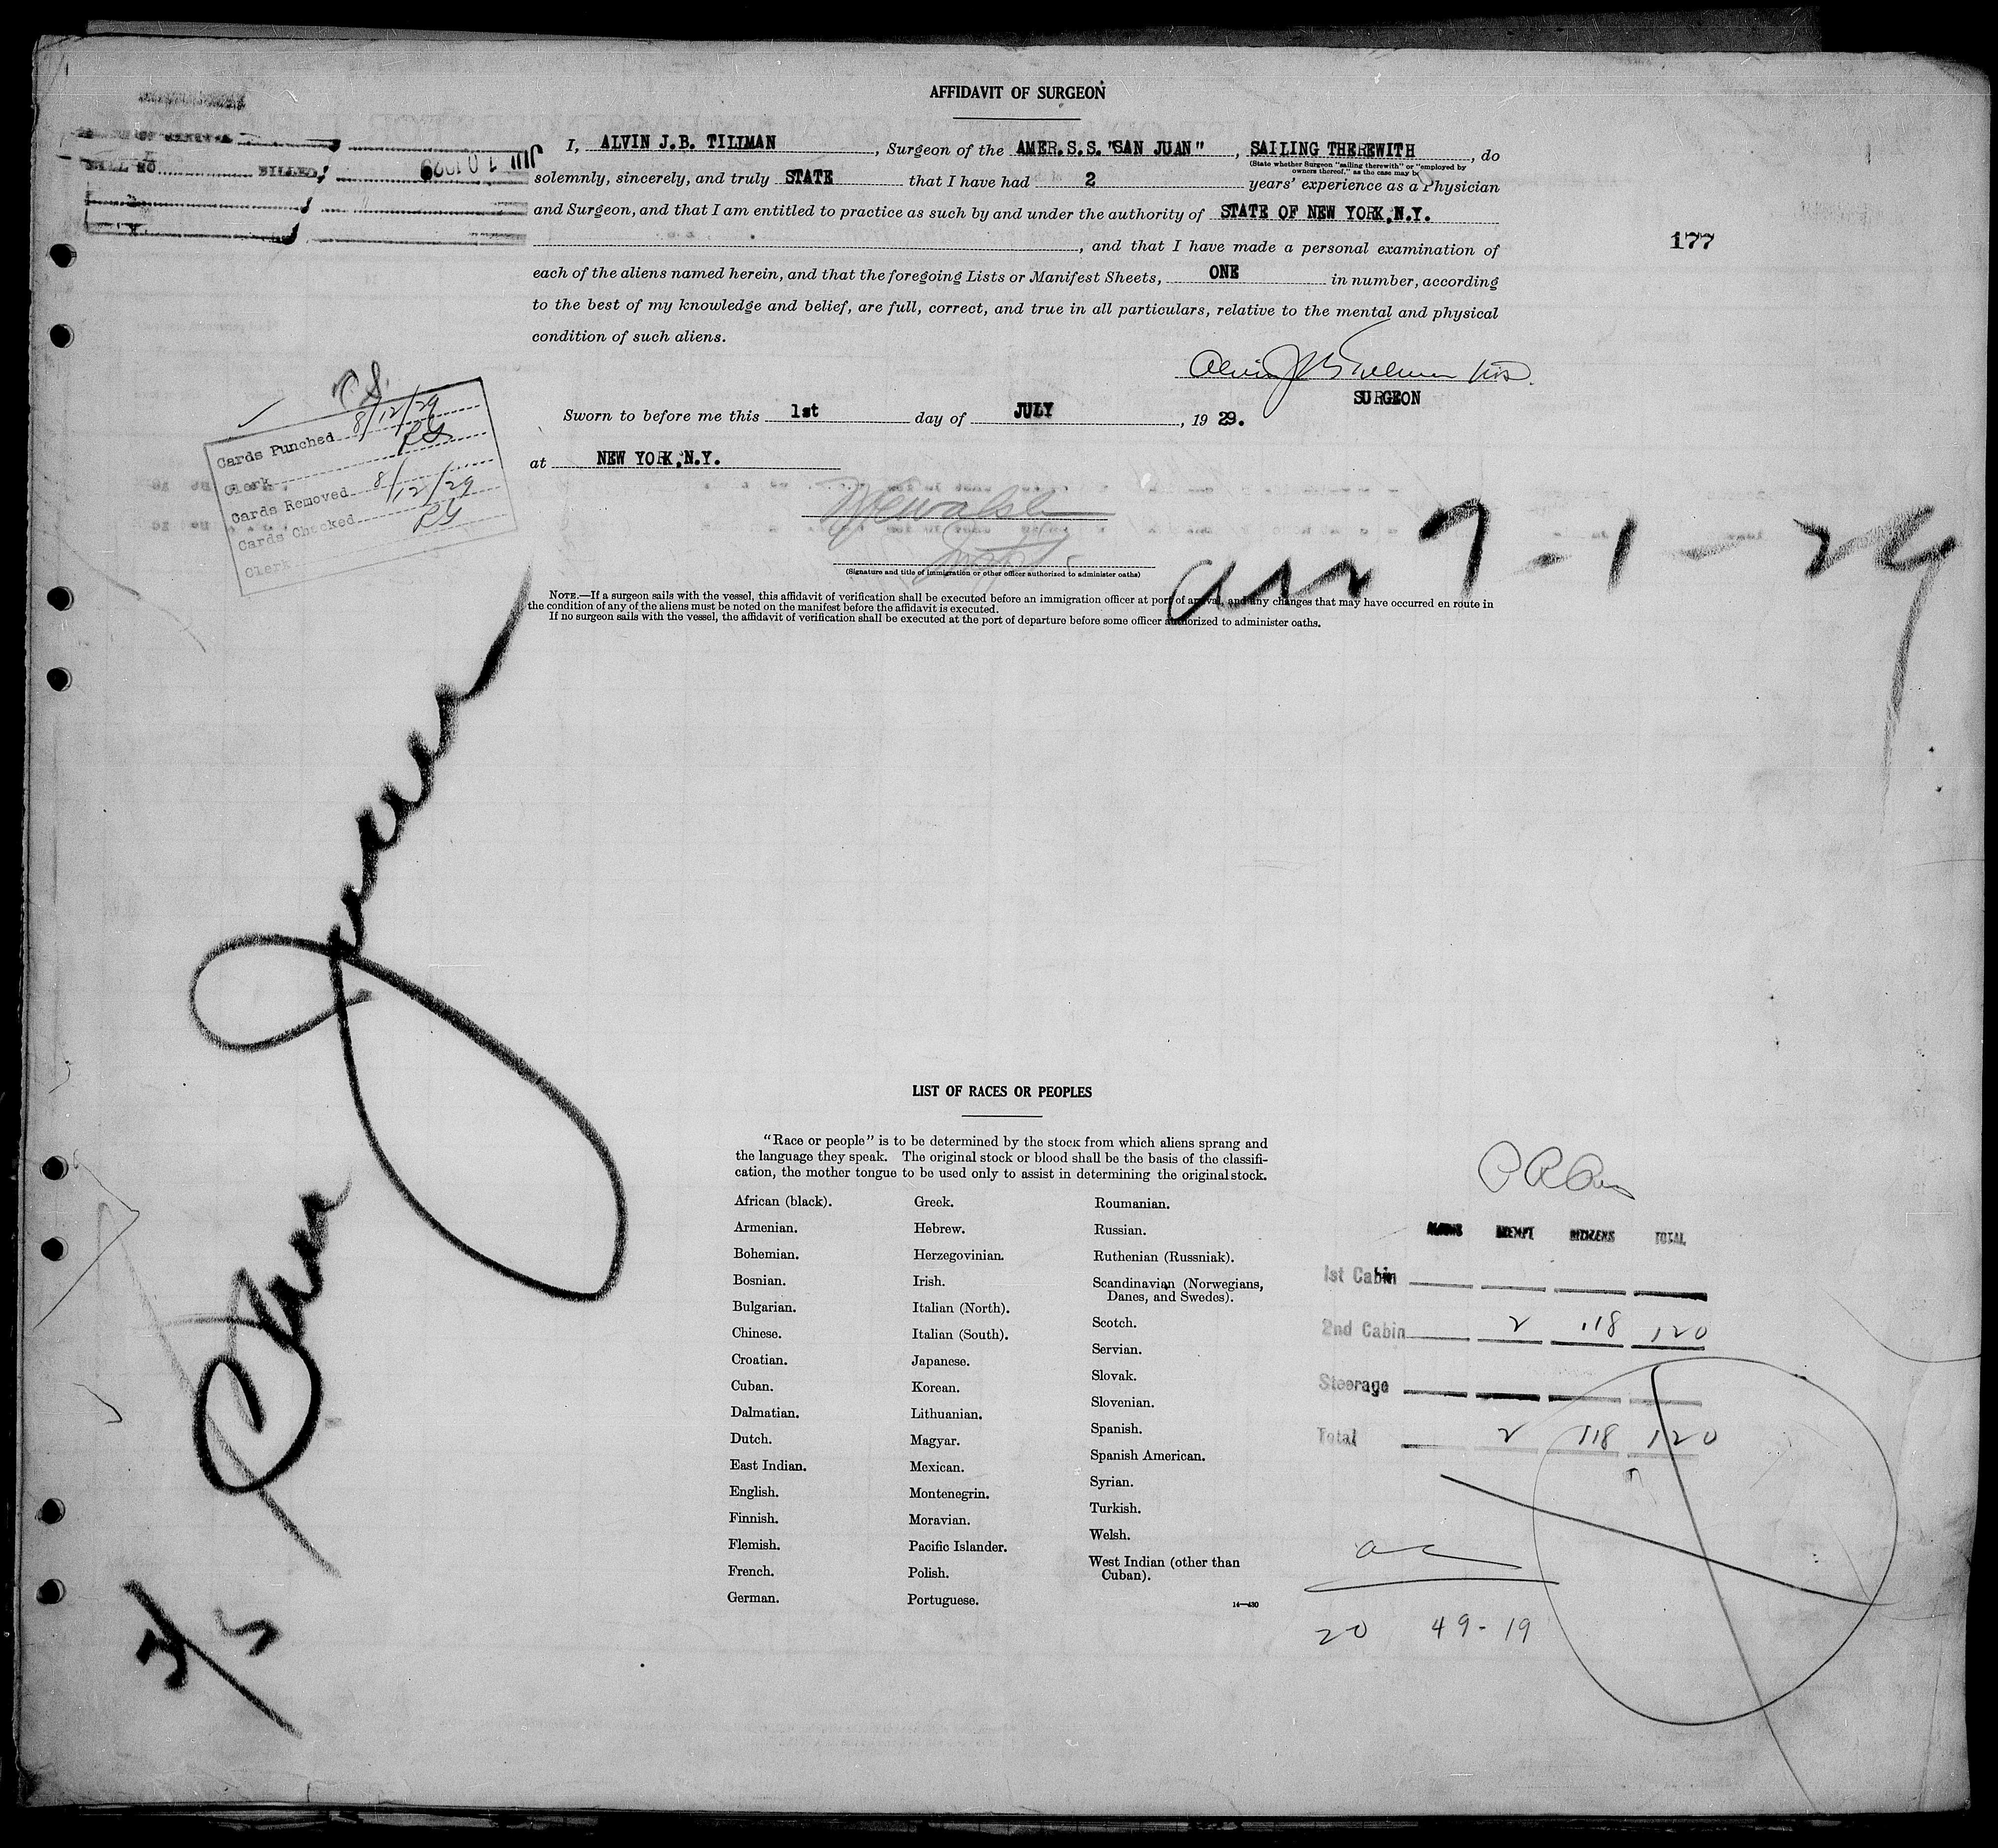 AFFIDAVIT OF SURGEON
I, ALVIN J.B. TILLMAN, Surgeon of the AMER.S.S."SAN JUAN", SAILING THEREWITH, do
(State whether Surgeon "sailing therewith" or "employed by
owners thereof," as the case may be
solemnly, sincerely, and truly STATE that I have had 2 years' experience as a Physician
and Surgeon, and that I am entitled to practice as such by and under the authority of STATE OF NEW YORK,N.Y.
, and that I have made a personal examination of
each of the aliens named herein, and that the foregoing Lists or Manifest Sheets, ONE in number, according
to the best of my knowledge and belief, are full, correct, and true in all particulars, relative to the mental and physical
condition of such aliens.
177
BILL NO. BILLED
SURGEON
Sworn to before me this 1st day of JULY, 19 29.
at NEW YORK,N.Y.
(Signature and title of immigration or other officer authorized to administer oaths)
Cards Punched 8/12/29
Clerk RG
Cards Removed 8/12/29
Cards Checked RG
Clerk
7-1-29
NOTE.—If a surgeon sails with the vessel, this affidavit of verification shall be executed before an immigration officer at port of arrival, and any changes that may have occurred en route in
the condition of any of the aliens must be noted on the manifest before the affidavit is executed.
If no surgeon sails with the vessel, the affidavit of verification shall be executed at the port of departure before some officer authorized to administer oaths.
San Juan
LIST OF RACES OR PEOPLES
"Race or people" is to be determined by the stock from which aliens sprang and
the language they speak. The original stock or blood shall be the basis of the classifi-
cation, the mother tongue to be used only to assist in determining the original stock.
African (black).
Armenian.
Bohemian.
Bosnian.
Bulgarian.
Chinese.
Croatian.
Cuban.
Dalmatian.
Dutch.
East Indian.
English.
Finnish.
Flemish.
French.
German.
Greek.
Hebrew.
Herzegovinian.
Irish.
Italian (North).
Italian (South).
Japanese.
Korean.
Lithuanian.
Magyar.
Mexican.
Montenegrin.
Moravian.
Pacific Islander.
Polish.
Portuguese.
Roumanian.
Russian.
Ruthenian (Russniak).
Scandinavian (Norwegians,
Danes, and Swedes).
Scotch.
Servian.
Slovak.
Slovenian.
Spanish.
Spanish American.
Syrian.
Turkish.
Welsh.
West Indian (other than
Cuban).
14—430
ALIENS EXEMPT CITIZENS TOTAL
1st Cabin
2nd Cabin 2 118 120
Steerage
Total 2 118 120
20 49-19